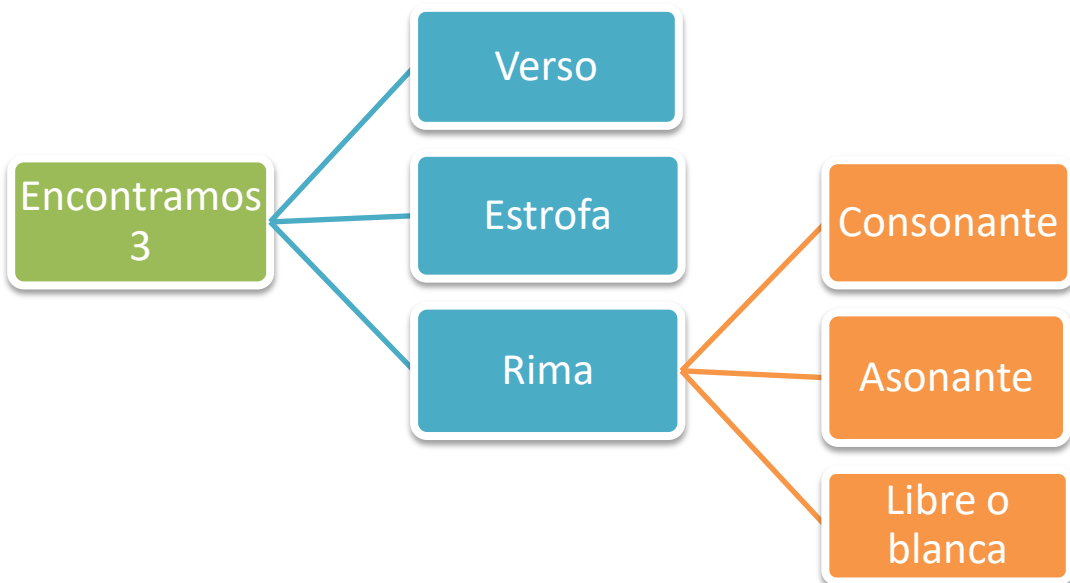 Encontramos
3
Verso
Estrofa
Rima
Consonante
Asonante
Libre o
blanca